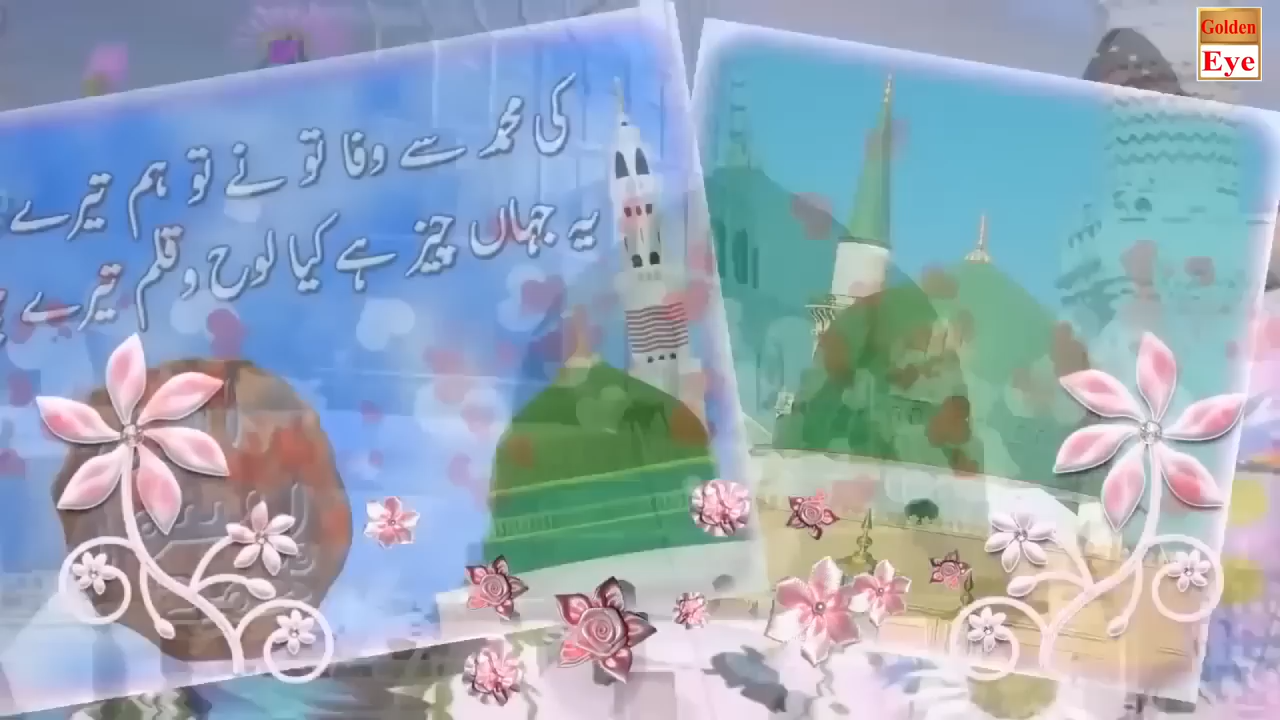 کی محمد سے وفا تو نے تو ہم تیرے
یہ جہاں چیز ہے کیا لوح و قلم تیرے
Golden
Eye